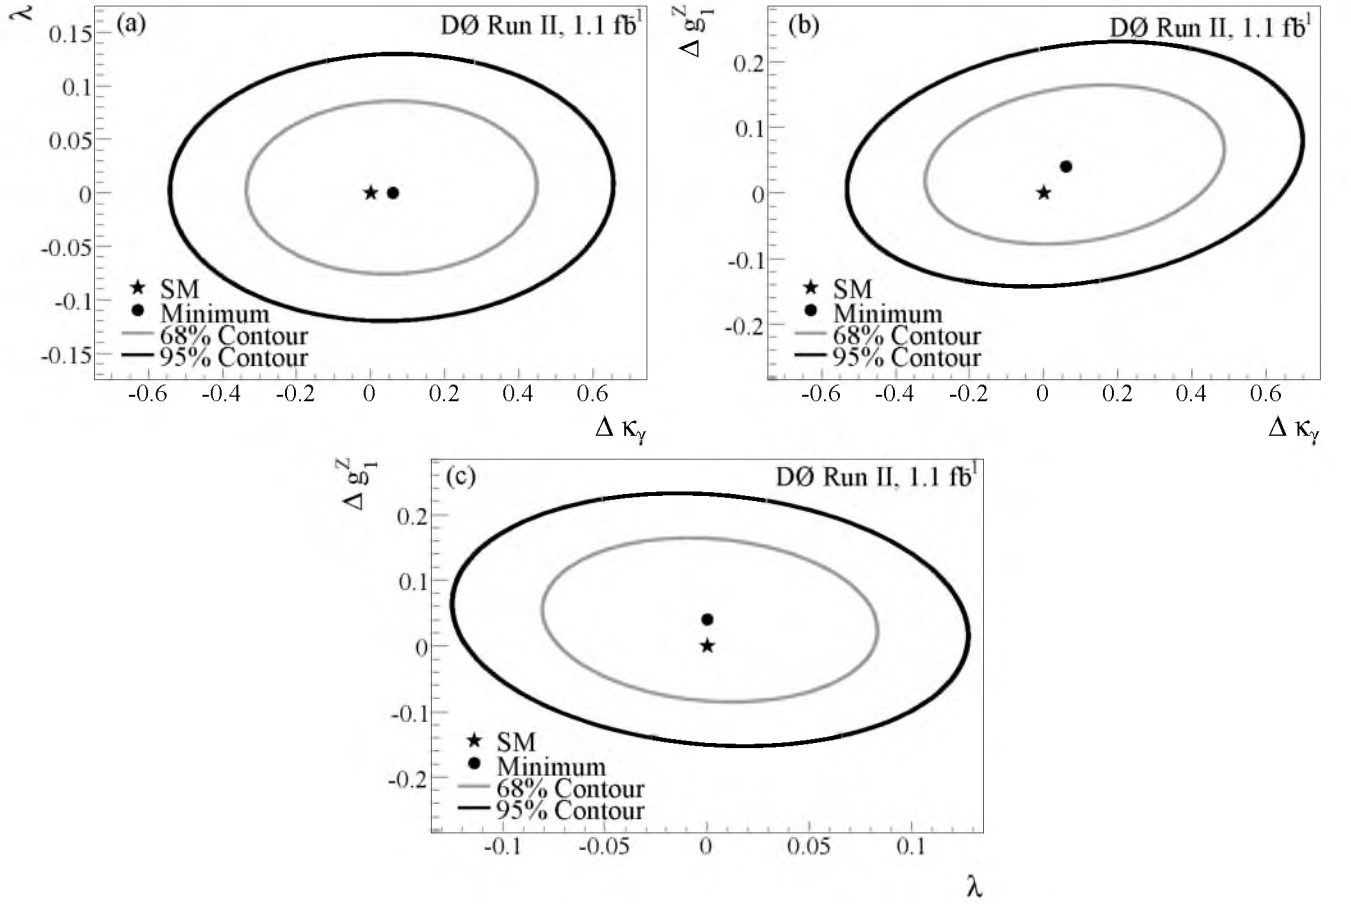 λ
(a) DØ Run II, 1.1 fb⁻¹
0.15
0.1
0.05
0
-0.05
-0.1
-0.15
SM
Minimum
68% Contour
95% Contour
-0.6 -0.4 -0.2 0 0.2 0.4 0.6
Δ κ_γ
Δ g₁ᶻ
(b) DØ Run II, 1.1 fb⁻¹
0.2
0.1
0
-0.1
-0.2
SM
Minimum
68% Contour
95% Contour
-0.6 -0.4 -0.2 0 0.2 0.4 0.6
Δ κ_γ
Δ g₁ᶻ
(c) DØ Run II, 1.1 fb⁻¹
0.2
0.1
0
-0.1
-0.2
SM
Minimum
68% Contour
95% Contour
-0.1 -0.05 0 0.05 0.1
λ